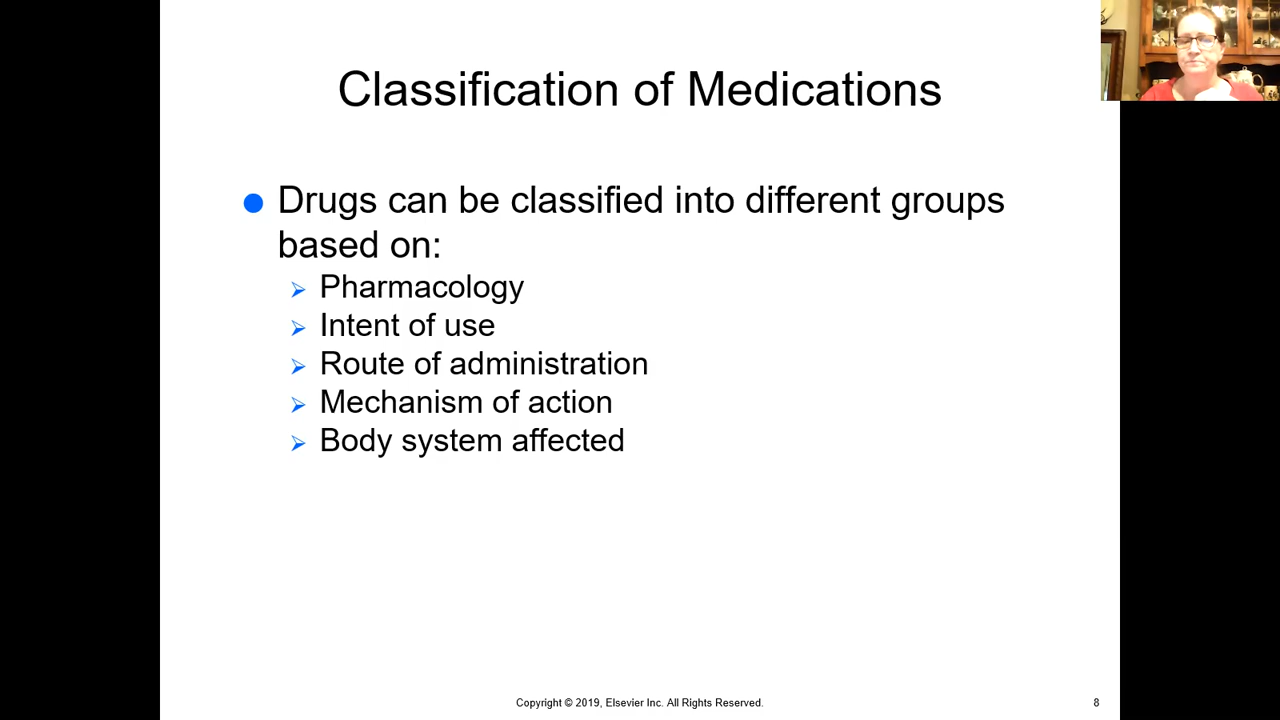 Classification of Medications
Drugs can be classified into different groups
based on:
Pharmacology
Intent of use
Route of administration
Mechanism of action
Body system affected
Copyright © 2019, Elsevier Inc. All Rights Reserved.
8